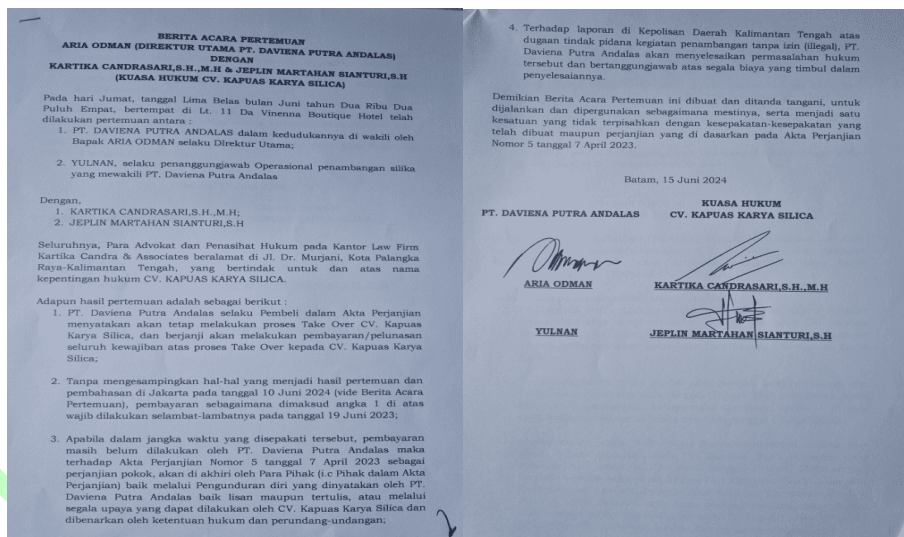 BERITA ACARA PERTEMUAN
ARIA ODMAN (DIREKTUR UTAMA PT. DAVIENA PUTRA ANDALAS)
DENGAN
KARTIKA CANDRASARI,S.H.,M.H & JEPLIN MARTAHAN SIANTURI,S.H
(KUASA HUKUM CV. KAPUAS KARYA SILICA)
Pada hari Jumat, tanggal Lima Belas bulan Juni tahun Dua Ribu Dua
Puluh Empat, bertempat di Lt. 11 Da Vinenna Boutique Hotel telah
dilakukan pertemuan antara :
1. PT. DAVIENA PUTRA ANDALAS dalam kedudukannya di wakili oleh
Bapak ARIA ODMAN selaku DIrektur Utama;
2. YULNAN, selaku penanggungjawab Operasional penambangan silika
yang mewakili PT. Daviena Putra Andalas
Dengan,
1. KARTIKA CANDRASARI,S.H.,M.H;
2. JEPLIN MARTAHAN SIANTURI,S.H
Seluruhnya, Para Advokat dan Penasihat Hukum pada Kantor Law Firm
Kartika Candra & Associates beralamat di Jl. Dr. Murjani, Kota Palangka
Raya-Kalimantan Tengah, yang bertindak untuk dan atas nama
kepentingan hukum CV. KAPUAS KARYA SILICA.
Adapun hasil pertemuan adalah sebagai berikut :
1. PT. Daviena Putra Andalas selaku Pembeli dalam Akta Perjanjian
menyatakan akan tetap melakukan proses Take Over CV. Kapuas
Karya Silica, dan berjanji akan melakukan pembayaran/pelunasan
seluruh kewajiban atas proses Take Over kepada CV. Kapuas Karya
Silica;
2. Tanpa mengesampingkan hal-hal yang menjadi hasil pertemuan dan
pembahasan di Jakarta pada tanggal 10 Juni 2024 (vide Berita Acara
Pertemuan), pembayaran sebagaimana dimaksud angka 1 di atas
wajib dilakukan selambat-lambatnya pada tanggal 19 Juni 2023;
3. Apabila dalam jangka waktu yang disepakati tersebut, pembayaran
masih belum dilakukan oleh PT. Daviena Putra Andalas maka
terhadap Akta Perjanjian Nomor 5 tanggal 7 April 2023 sebagai
perjanjian pokok, akan di akhiri oleh Para Pihak (i.c Pihak dalam Akta
Perjanjian) baik melalui Pengunduran diri yang dinyatakan oleh PT.
Daviena Putra Andalas baik lisan maupun tertulis, atau melalui
segala upaya yang dapat dilakukan oleh CV. Kapuas Karya Silica dan
dibenarkan oleh ketentuan hukum dan perundang-undangan;
4. Terhadap laporan di Kepolisan Daerah Kalimantan Tengah atas
dugaan tindak pidana kegiatan penambangan tanpa izin (illegal), PT.
Daviena Putra Andalas akan menyelesaikan permasalahan hukum
tersebut dan bertanggungjawab atas segala biaya yang timbul dalam
penyelesaiannya.
Demikian Berita Acara Pertemuan ini dibuat dan ditanda tangani, untuk
dijalankan dan dipergunakan sebagaimana mestinya, serta menjadi satu
kesatuan yang tidak terpisahkan dengan kesepakatan-kesepakatan yang
telah dibuat maupun perjanjian yang di dasarkan pada Akta Perjanjian
Nomor 5 tanggal 7 April 2023.
Batam, 15 Juni 2024
KUASA HUKUM
PT. DAVIENA PUTRA ANDALAS CV. KAPUAS KARYA SILICA
ARIA ODMAN KARTIKA CANDRASARI,S.H.,M.H
YULNAN JEPLIN MARTAHAN SIANTURI,S.H